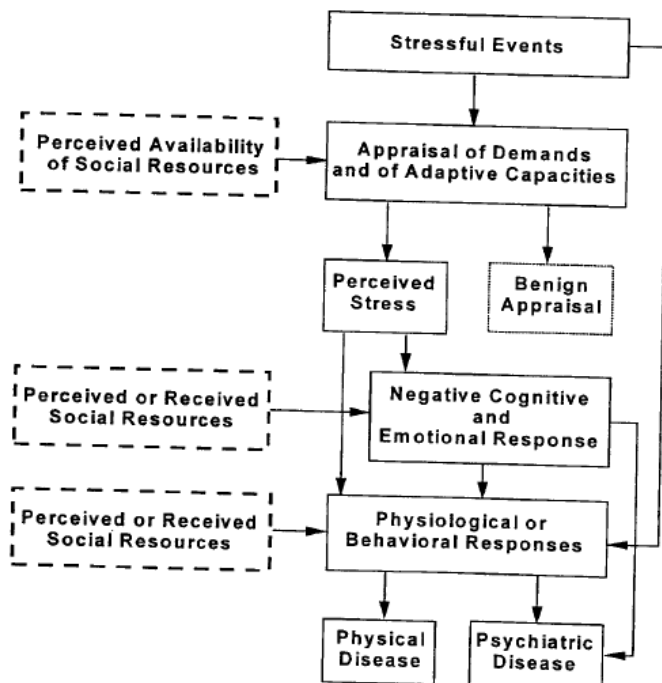 Stressful Events
Perceived Availability
of Social Resources
Appraisal of Demands
and of Adaptive Capacities
Perceived
Stress
Benign
Appraisal
Perceived or Received
Social Resources
Negative Cognitive
and
Emotional Response
Perceived or Received
Social Resources
Physiological or
Behavioral Responses
Physical
Disease
Psychiatric
Disease